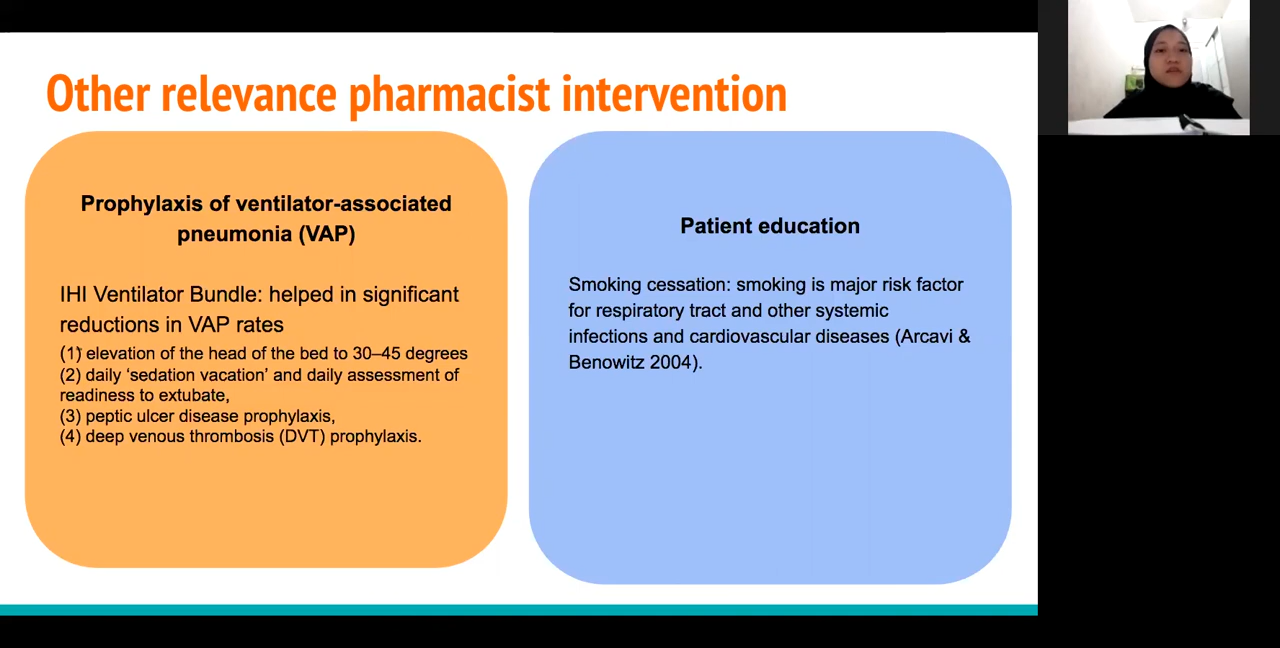 Other relevance pharmacist intervention
Prophylaxis of ventilator-associated
pneumonia (VAP)
IHI Ventilator Bundle: helped in significant
reductions in VAP rates
(1) elevation of the head of the bed to 30–45 degrees
(2) daily ‘sedation vacation’ and daily assessment of
readiness to extubate,
(3) peptic ulcer disease prophylaxis,
(4) deep venous thrombosis (DVT) prophylaxis.
Patient education
Smoking cessation: smoking is major risk factor
for respiratory tract and other systemic
infections and cardiovascular diseases (Arcavi &
Benowitz 2004).